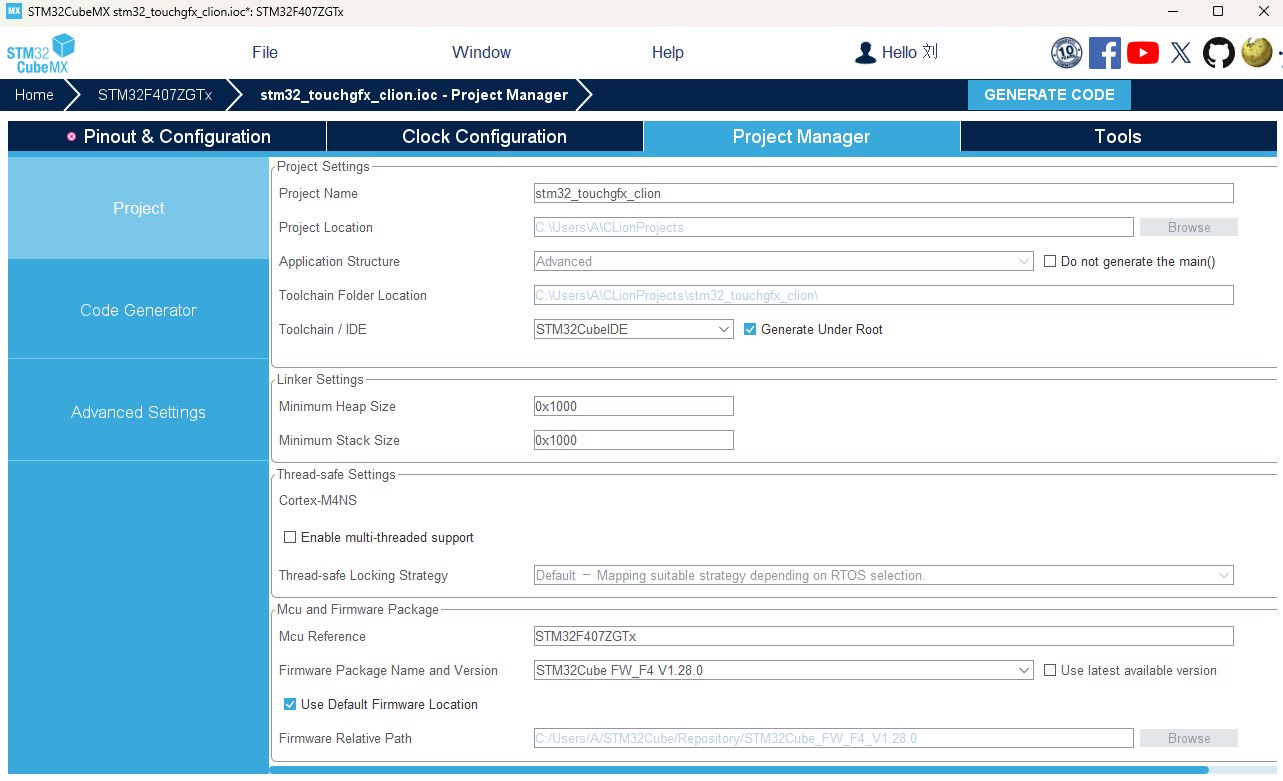 MX STM32CubeMX stm32_touchgfx_clion.ioc*: STM32F407ZGTx
STM32 CubeMX
File Window Help Hello 刘
Home STM32F407ZGTx stm32_touchgfx_clion.ioc - Project Manager GENERATE CODE
Pinout & Configuration Clock Configuration Project Manager Tools
Project
Code Generator
Advanced Settings
Project Settings
Project Name stm32_touchgfx_clion
Project Location C:\Users\A\CLionProjects Browse
Application Structure Advanced Do not generate the main()
Toolchain Folder Location C:\Users\A\CLionProjects\stm32_touchgfx_clion\
Toolchain / IDE STM32CubeIDE Generate Under Root
Linker Settings
Minimum Heap Size 0x1000
Minimum Stack Size 0x1000
Thread-safe Settings
Cortex-M4NS
Enable multi-threaded support
Thread-safe Locking Strategy Default – Mapping suitable strategy depending on RTOS selection.
Mcu and Firmware Package
Mcu Reference STM32F407ZGTx
Firmware Package Name and Version STM32Cube FW_F4 V1.28.0 Use latest available version
Use Default Firmware Location
Firmware Relative Path C:/Users/A/STM32Cube/Repository/STM32Cube_FW_F4_V1.28.0 Browse